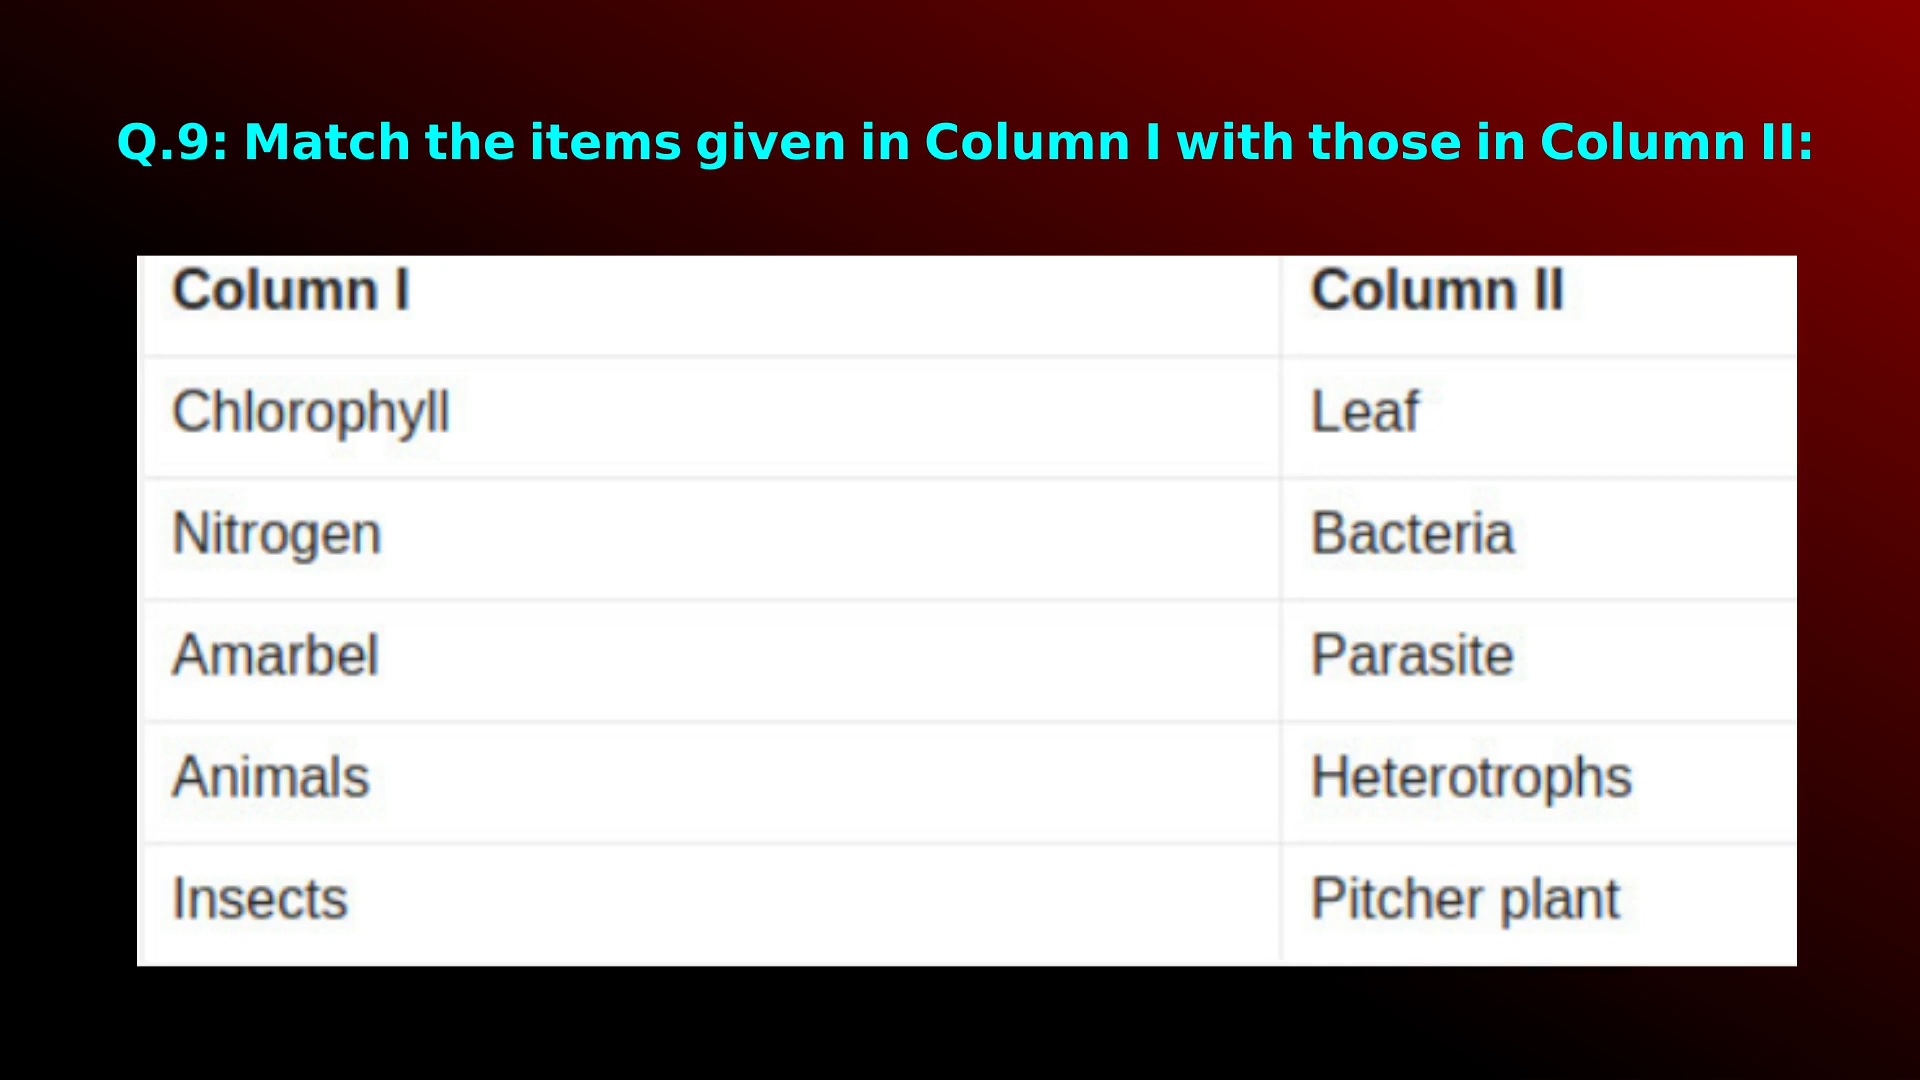 Q.9: Match the items given in Column I with those in Column II:
Column I Column II
Chlorophyll Leaf
Nitrogen Bacteria
Amarbel Parasite
Animals Heterotrophs
Insects Pitcher plant